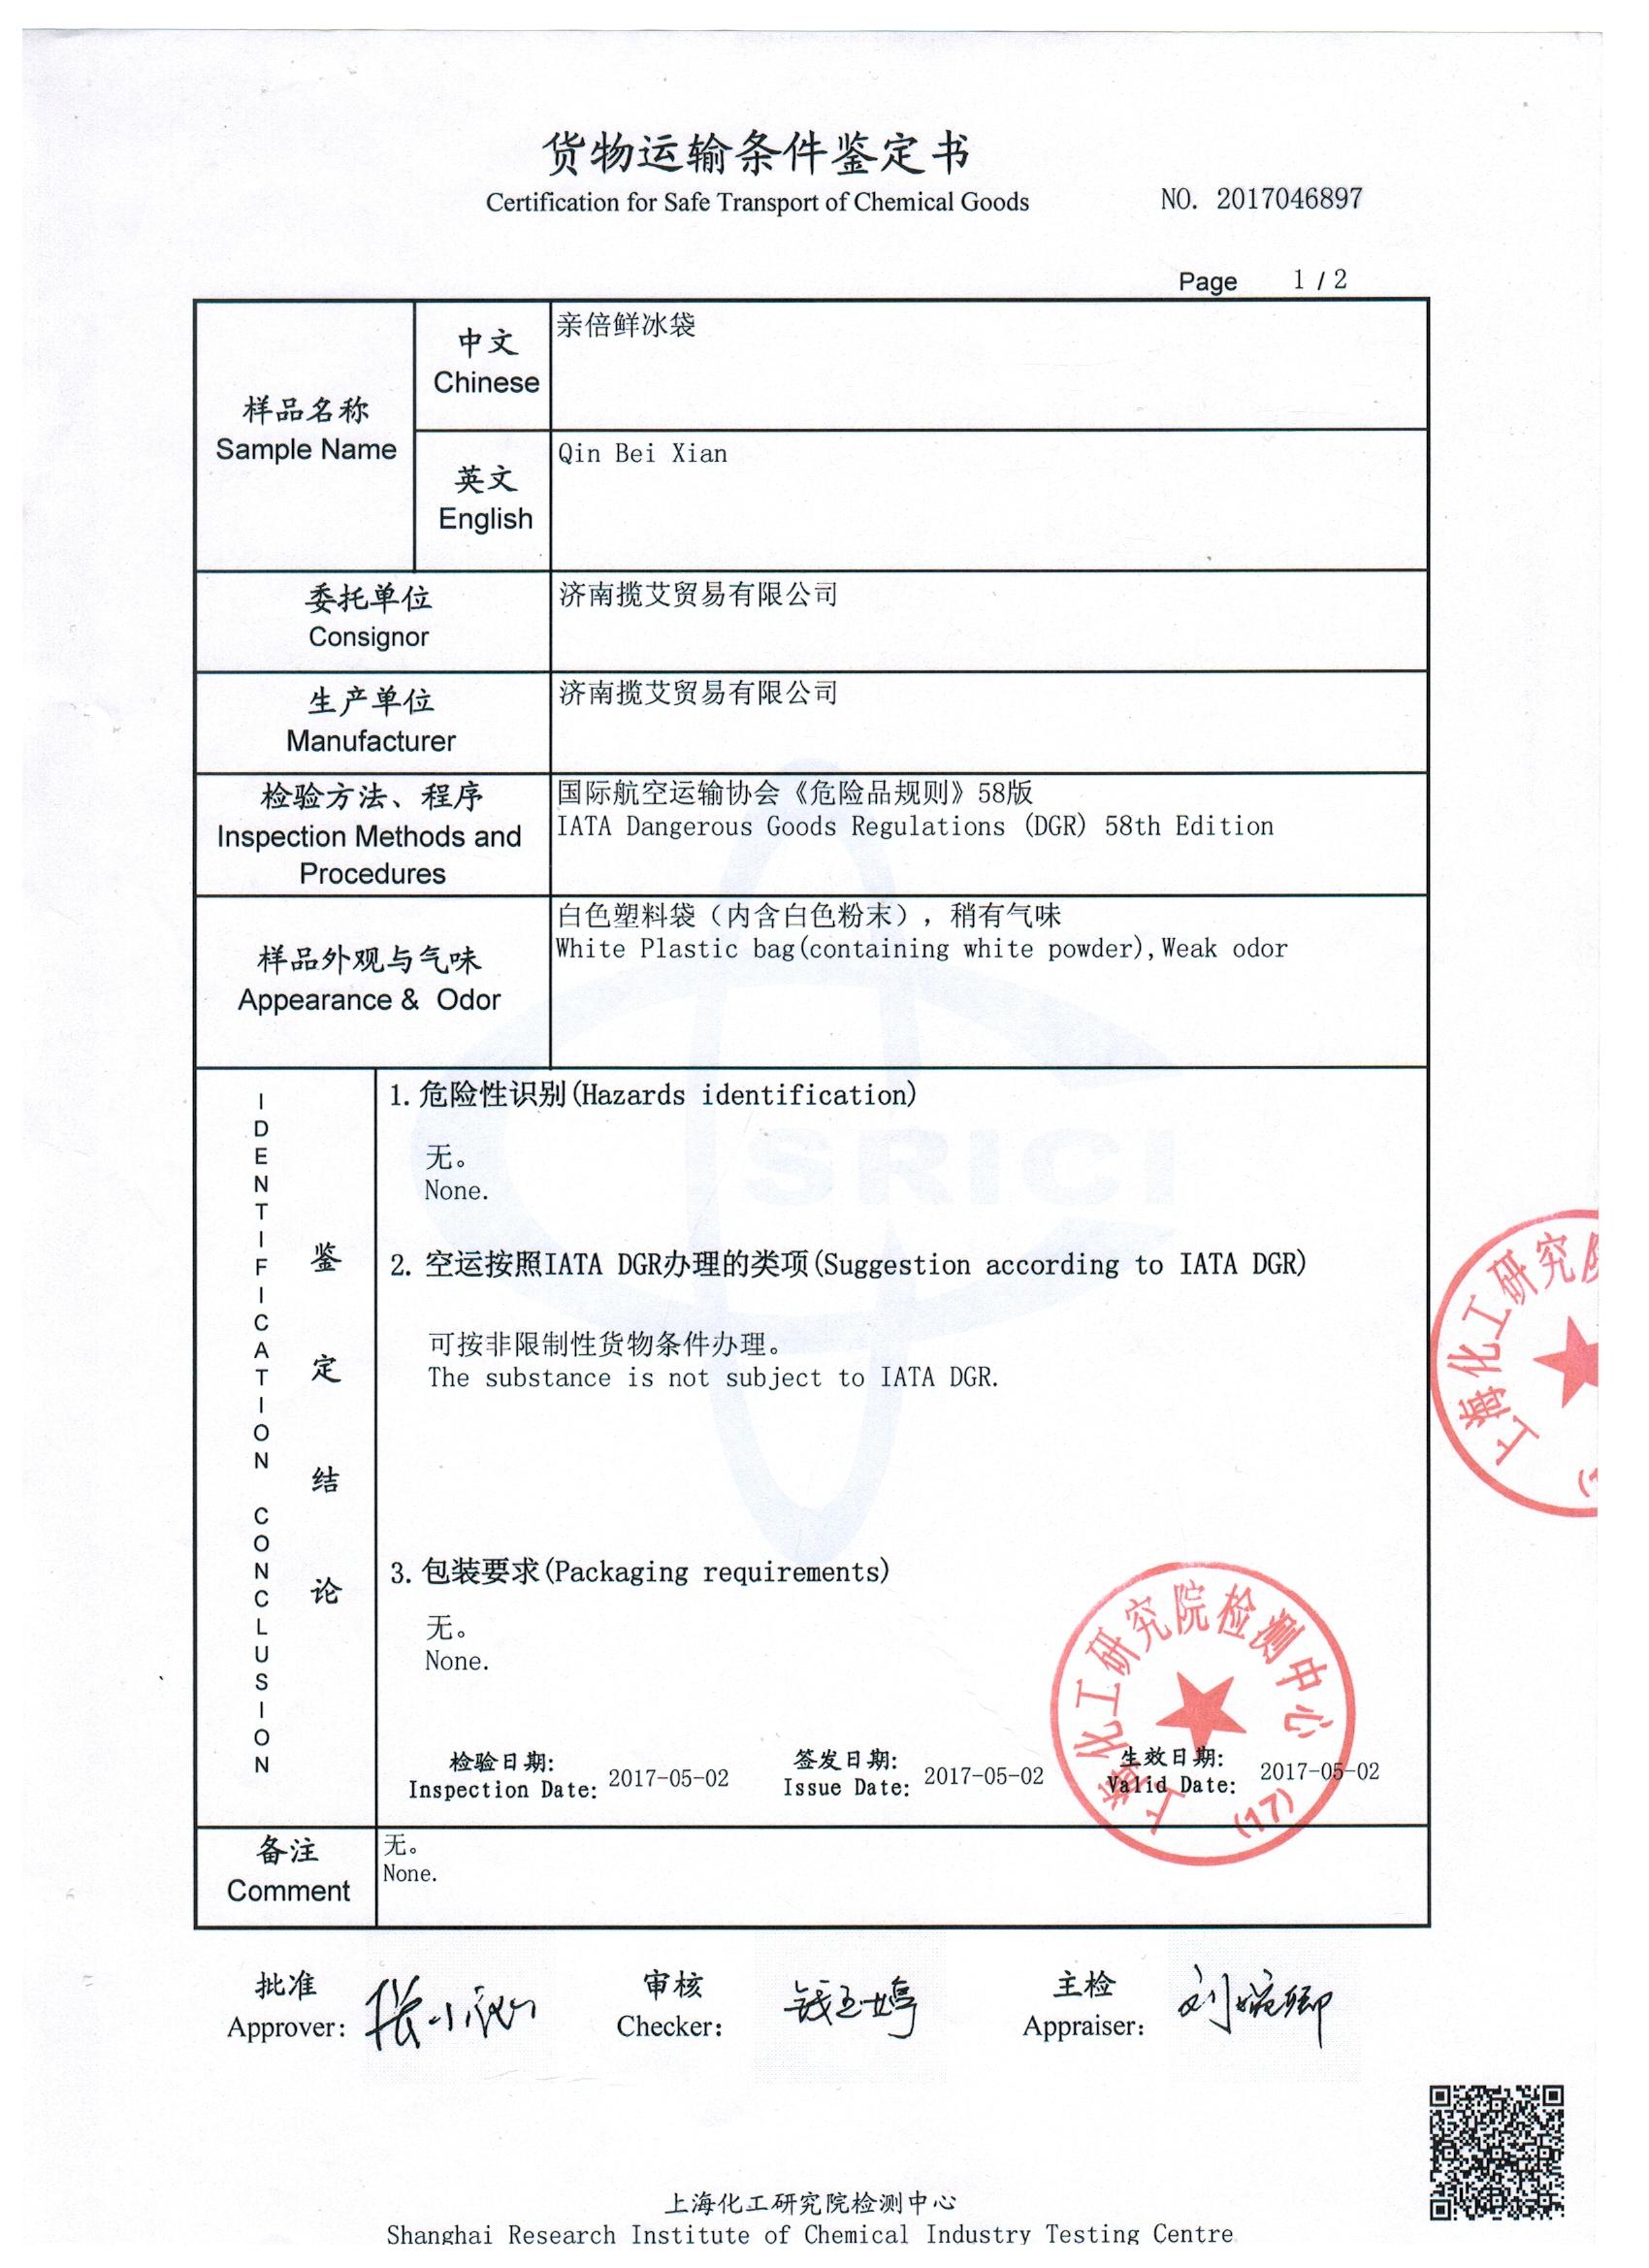 货物运输条件鉴定书
Certification for Safe Transport of Chemical Goods
NO. 2017046897
Page 1 / 2
样品名称
Sample Name
中文
Chinese
亲倍鲜冰袋
英文
English
Qin Bei Xian
委托单位
Consignor
济南揽艾贸易有限公司
生产单位
Manufacturer
济南揽艾贸易有限公司
检验方法、程序
Inspection Methods and
Procedures
国际航空运输协会《危险品规则》58版
IATA Dangerous Goods Regulations (DGR) 58th Edition
样品外观与气味
Appearance & Odor
白色塑料袋（内含白色粉末），稍有气味
White Plastic bag(containing white powder),Weak odor
IDENTIFICATION CONCLUSION
鉴定结论
1. 危险性识别(Hazards identification)
无。
None.
SRICI
2. 空运按照IATA DGR办理的类项(Suggestion according to IATA DGR)
可按非限制性货物条件办理。
The substance is not subject to IATA DGR.
上海化工研究院
3. 包装要求(Packaging requirements)
无。
None.
上海化工研究院检测中心
(17)
检验日期:
Inspection Date: 2017-05-02
签发日期:
Issue Date: 2017-05-02
生效日期:
Valid Date: 2017-05-02
备注
Comment
无。
None.
批准
Approver:
审核
Checker:
钱玉婷
主检
Appraiser:
刘婉卿
上海化工研究院检测中心
Shanghai Research Institute of Chemical Industry Testing Centre